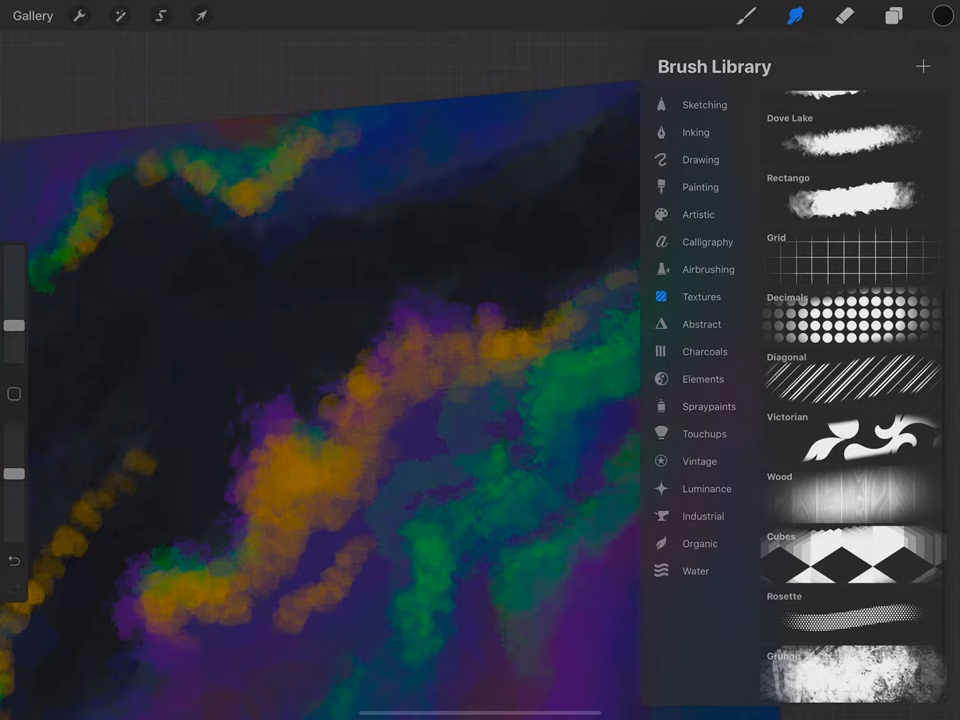 Gallery
Brush Library
Sketching
Inking
Drawing
Painting
Artistic
Calligraphy
Airbrushing
Textures
Abstract
Charcoals
Elements
Spraypaints
Touchups
Vintage
Luminance
Industrial
Organic
Water
Dove Lake
Rectango
Grid
Decimals
Diagonal
Victorian
Wood
Cubes
Rosette
Grunge